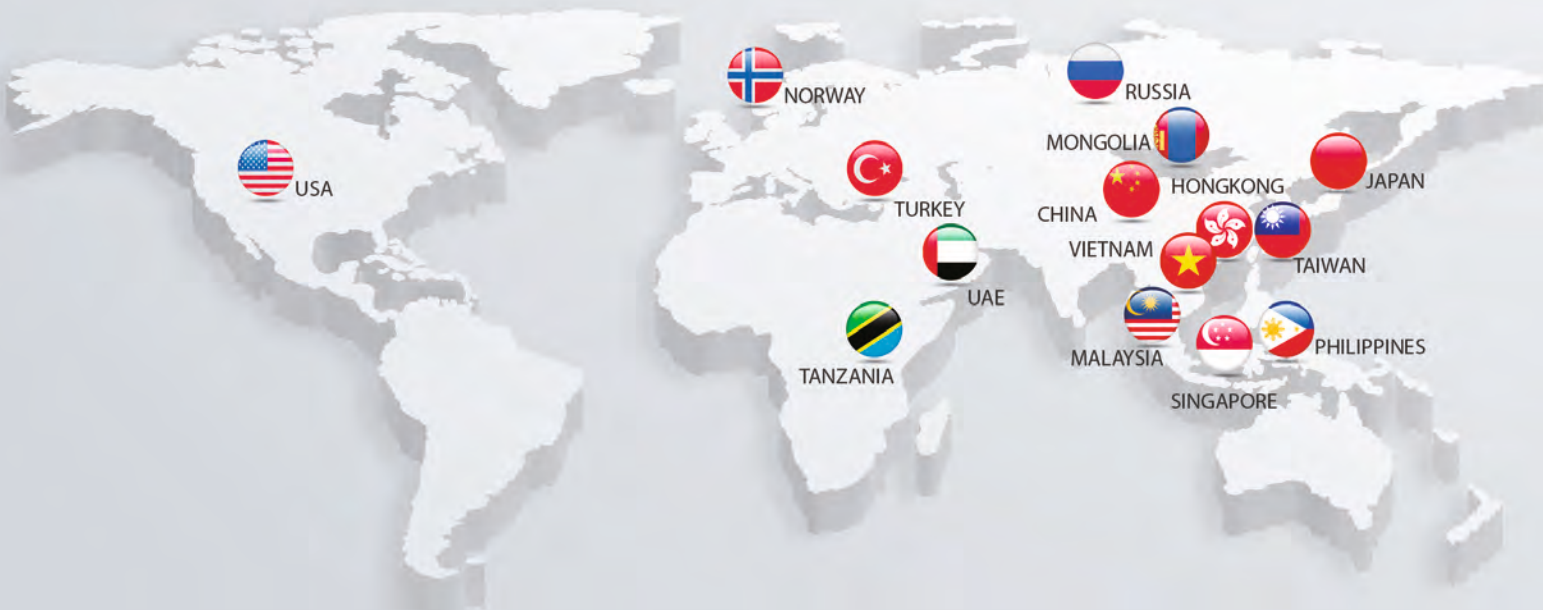 NORWAY
RUSSIA
MONGOLIA
USA
TURKEY
CHINA
HONGKONG
JAPAN
VIETNAM
TAIWAN
UAE
MALAYSIA
PHILIPPINES
TANZANIA
SINGAPORE